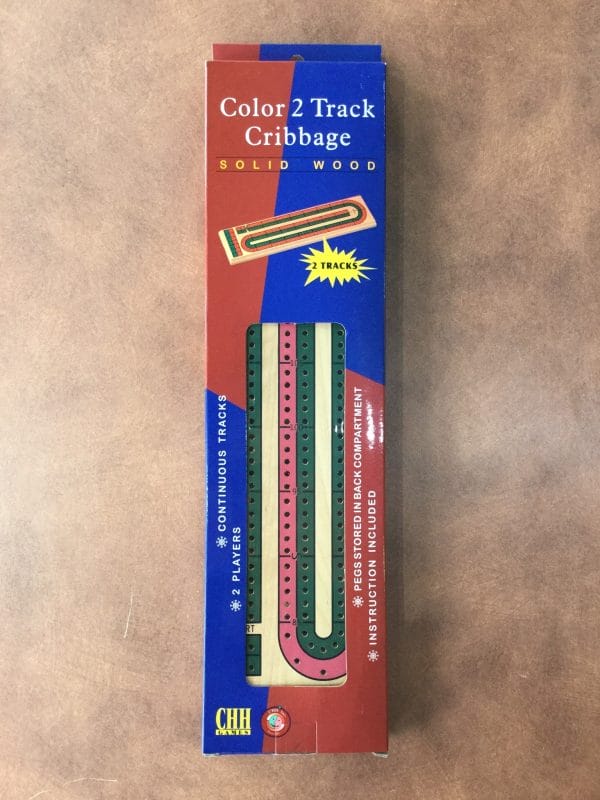 Color 2 Track
Cribbage
SOLID WOOD
2 TRACKS
CONTINUOUS TRACKS
2 PLAYERS
PEGS STORED IN BACK COMPARTMENT
INSTRUCTION INCLUDED
RT
CHH
GAMES